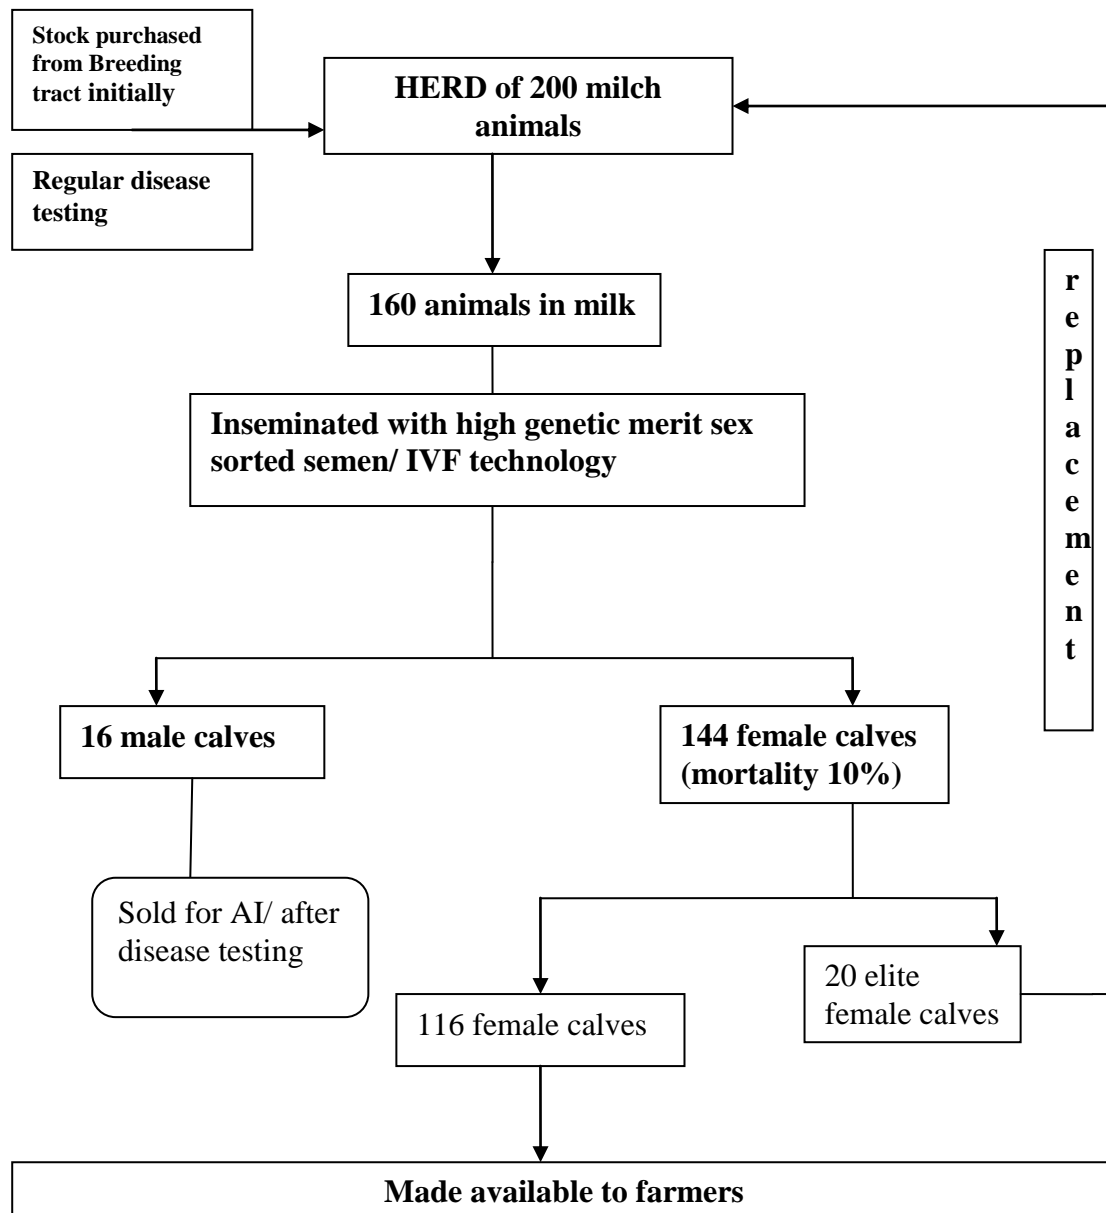 Stock purchased
from Breeding
tract initially
HERD of 200 milch
animals
Regular disease
testing
160 animals in milk
Inseminated with high genetic merit sex
sorted semen/ IVF technology
r
e
p
l
a
c
e
m
e
n
t
16 male calves
144 female calves
(mortality 10%)
Sold for AI/ after
disease testing
20 elite
female calves
116 female calves
Made available to farmers